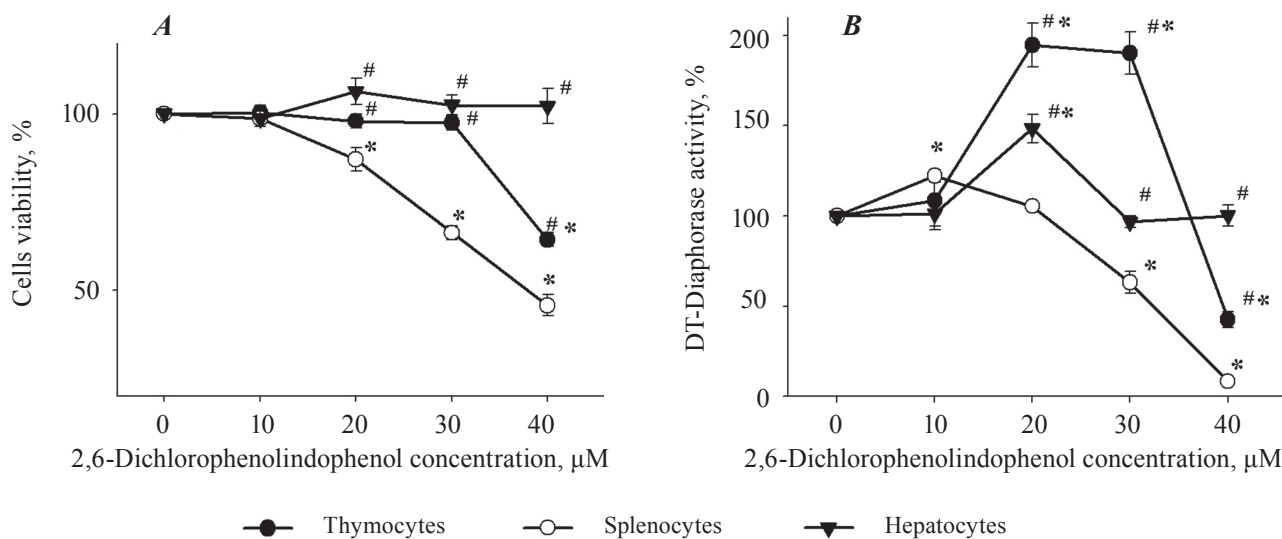 A
B
Cells viability, %
100
50
# # #
# #
# *
*
*
*
0 10 20 30 40
2,6-Dichlorophenolindophenol concentration, μM
DT-Diaphorase activity, %
200
150
100
50
0
# * # *
# *
*
# #
*
# *
*
0 10 20 30 40
2,6-Dichlorophenolindophenol concentration, μM
Thymocytes Splenocytes Hepatocytes